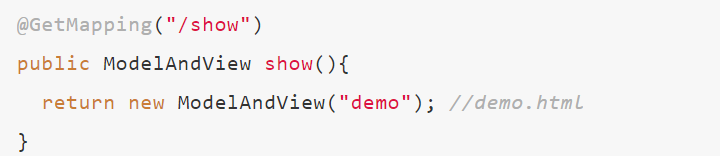 @GetMapping("/show")
public ModelAndView show(){
  return new ModelAndView("demo"); //demo.html
}